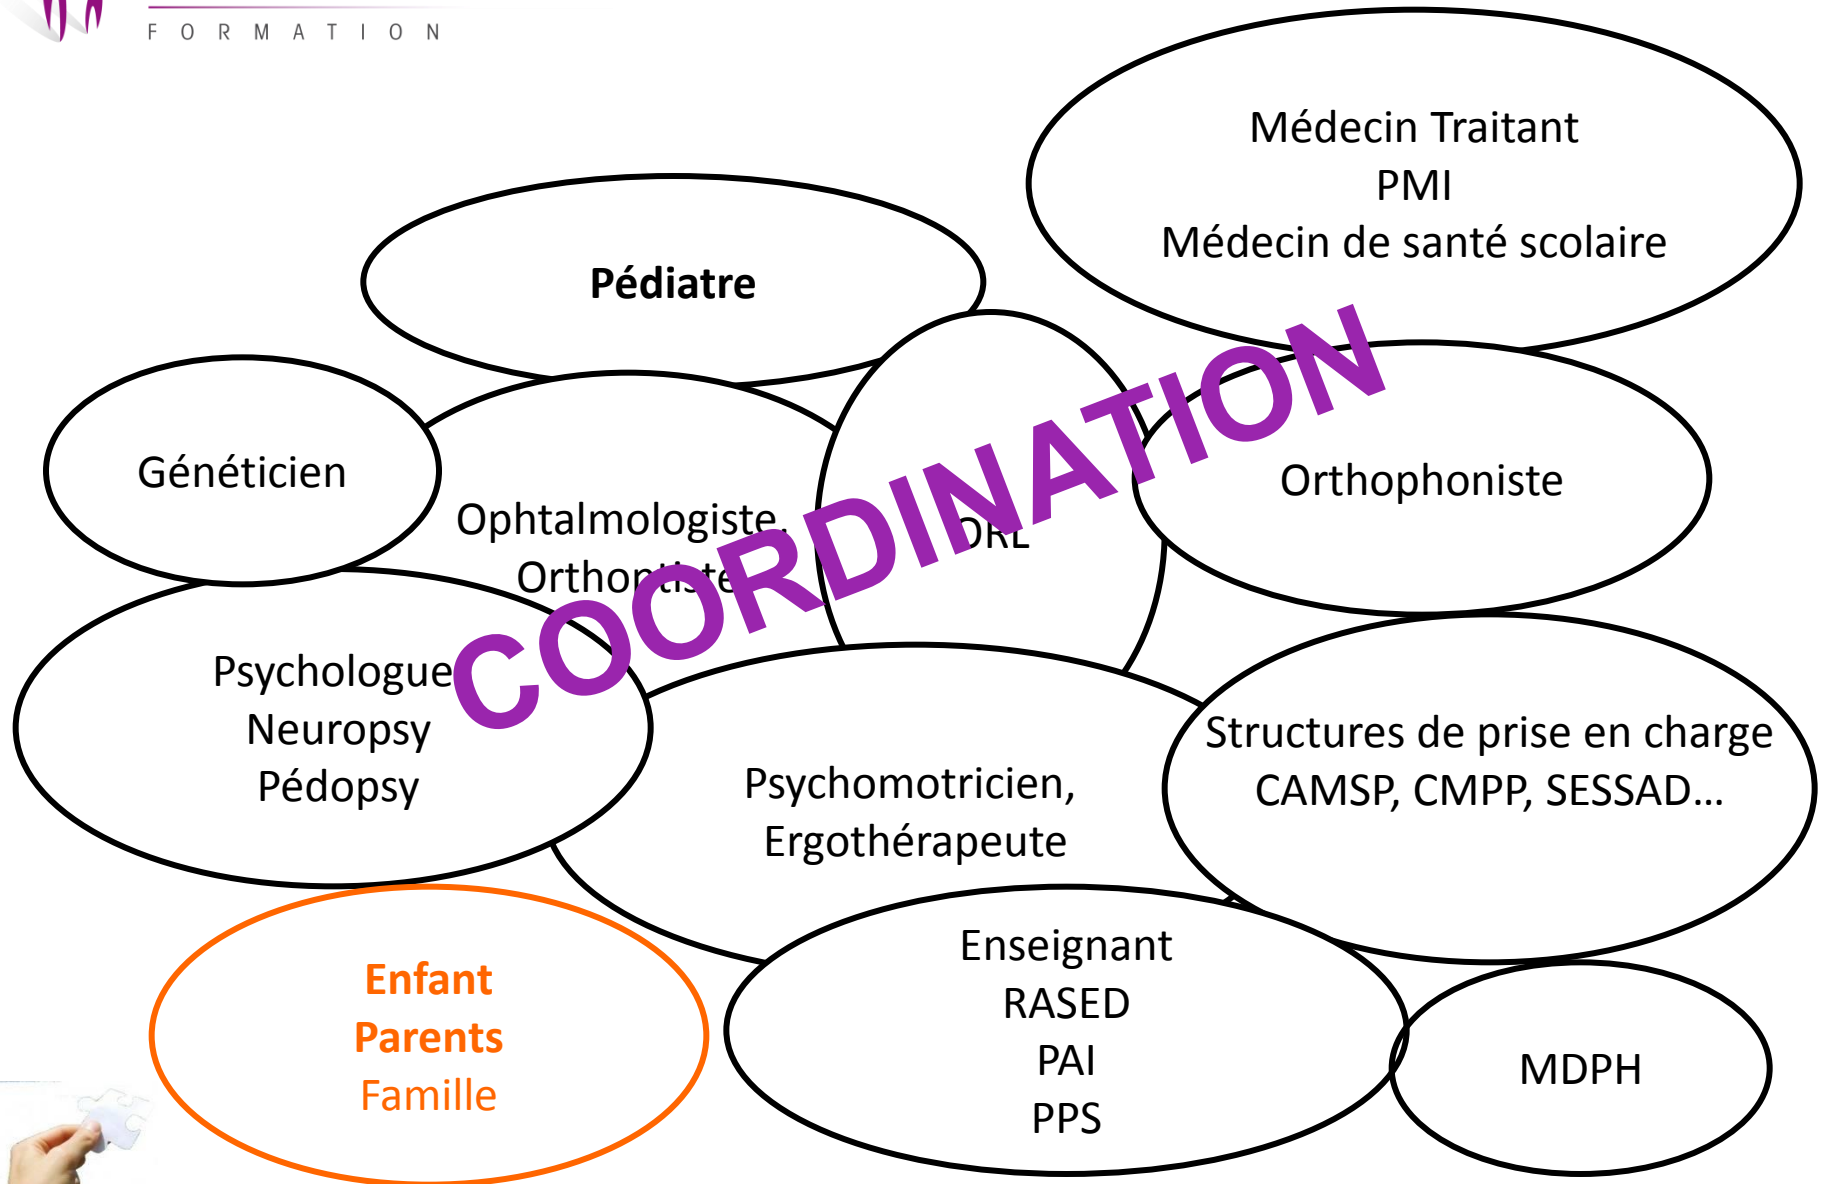 FORMATION
Médecin Traitant
PMI
Médecin de santé scolaire
Pédiatre
Généticien
Ophtalmologiste,
Orthoptiste
ORL
Orthophoniste
COORDINATION
Psychologue
Neuropsy
Pédopsy
Psychomotricien,
Ergothérapeute
Structures de prise en charge
CAMSP, CMPP, SESSAD...
Enfant
Parents
Famille
Enseignant
RASED
PAI
PPS
MDPH